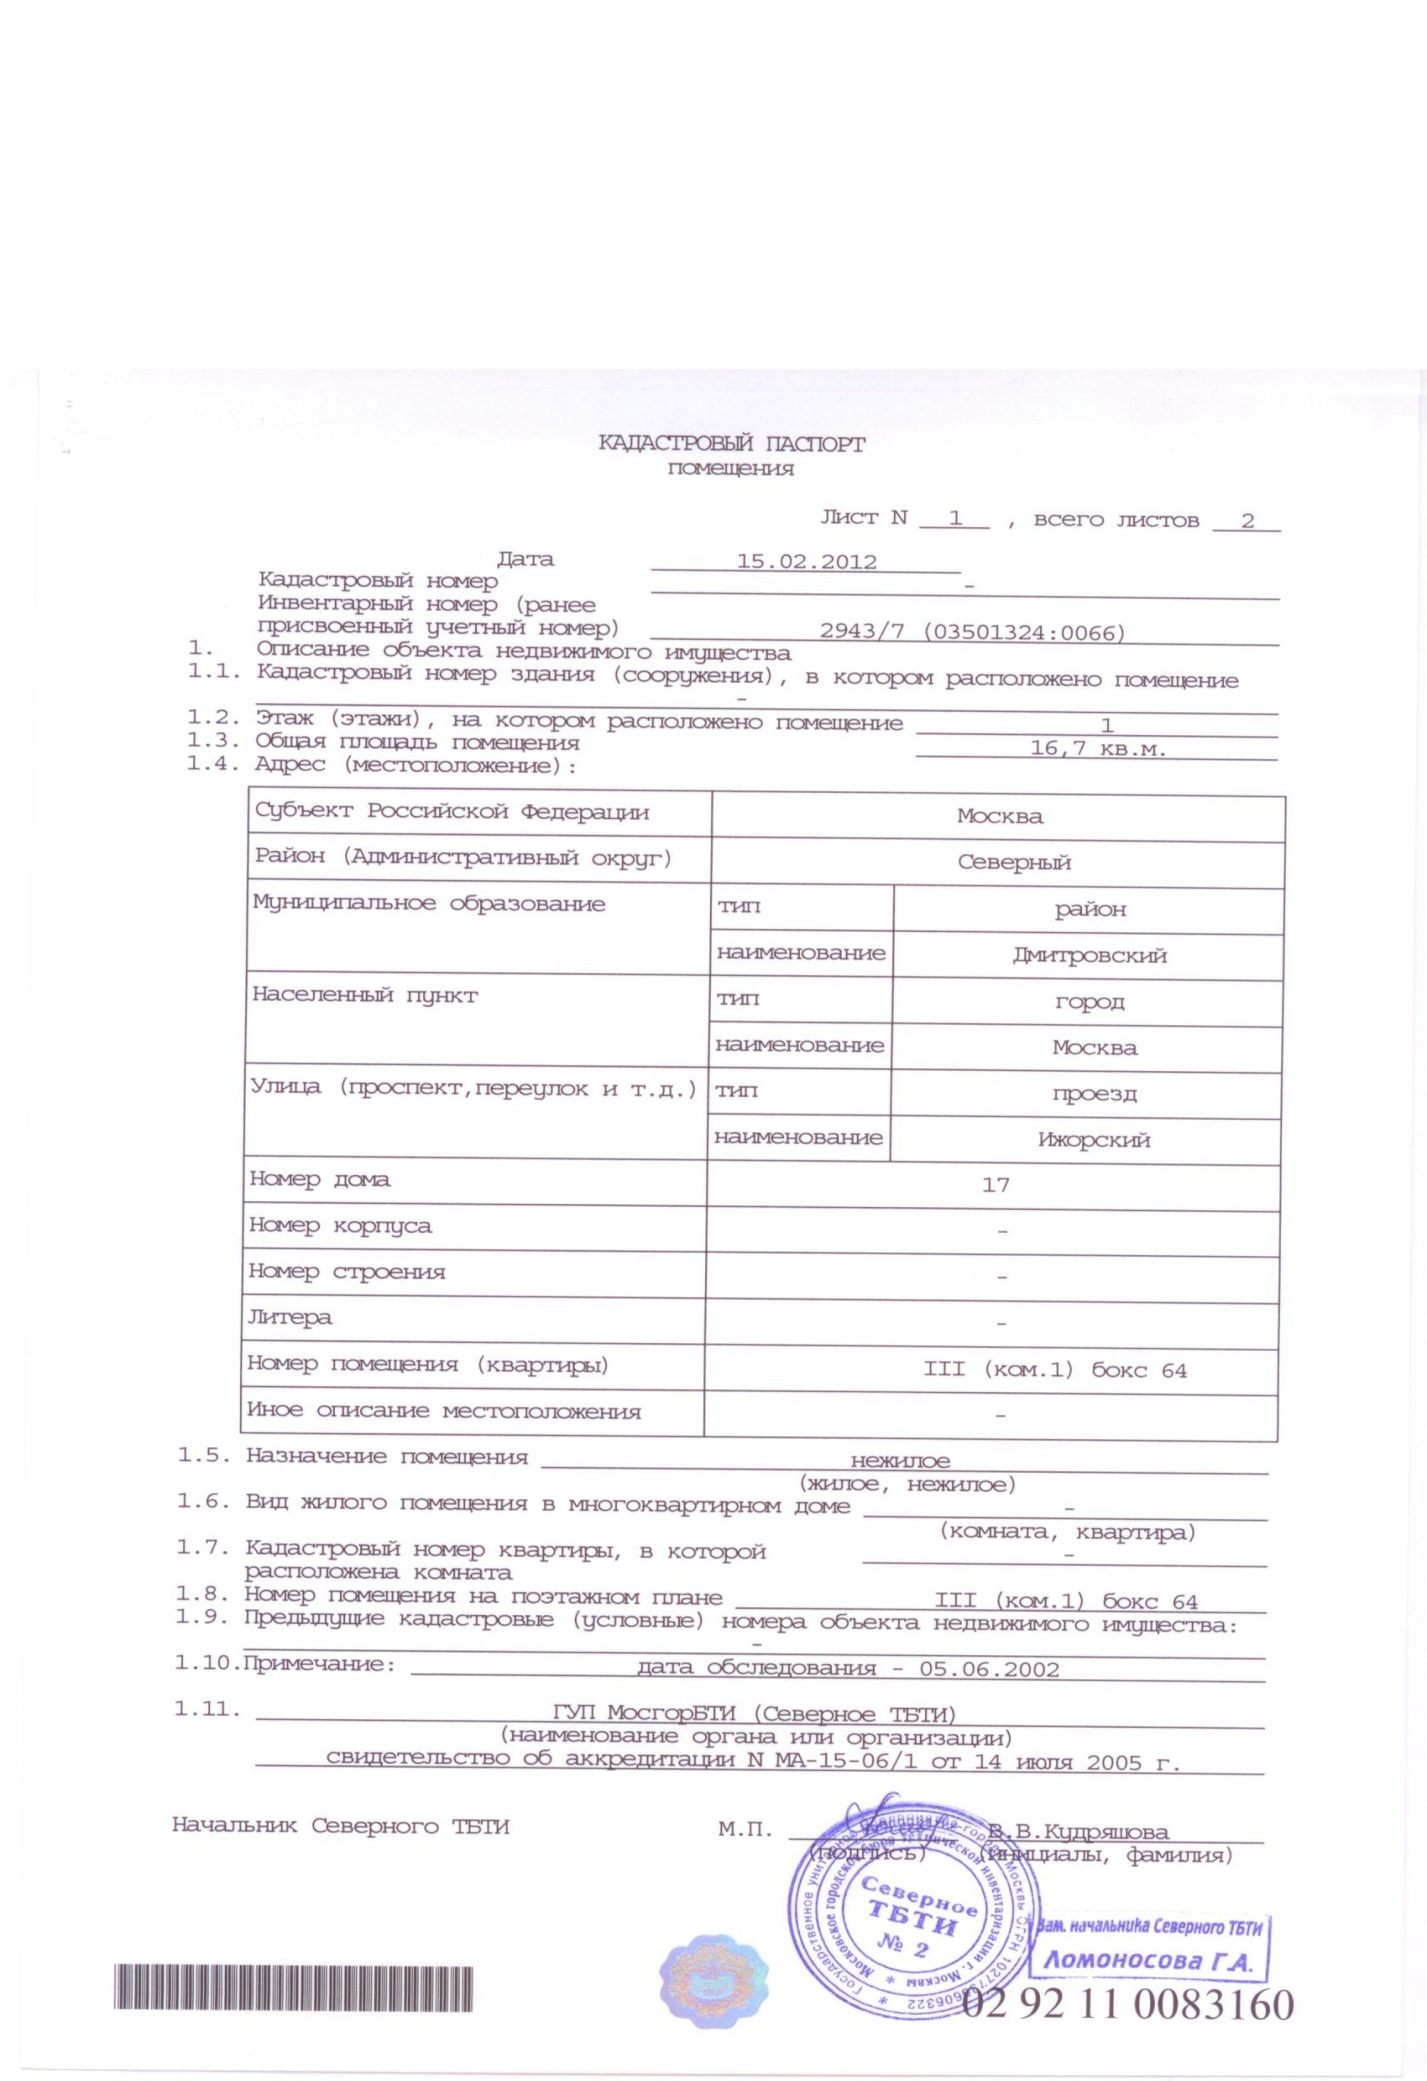 КАДАСТРОВЫЙ ПАСПОРТ
помещения
Лист N 1 , всего листов 2
Дата 15.02.2012
Кадастровый номер -
Инвентарный номер (ранее
присвоенный учетный номер) 2943/7 (03501324:0066)
1. Описание объекта недвижимого имущества
1.1. Кадастровый номер здания (сооружения), в котором расположено помещение
-
1.2. Этаж (этажи), на котором расположено помещение 1
1.3. Общая площадь помещения 16,7 кв.м.
1.4. Адрес (местоположение):
Субъект Российской Федерации Москва
Район (Административный округ) Северный
Муниципальное образование тип район
наименование Дмитровский
Населенный пункт тип город
наименование Москва
Улица (проспект,переулок и т.д.) тип проезд
наименование Ижорский
Номер дома 17
Номер корпуса -
Номер строения -
Литера -
Номер помещения (квартиры) III (ком.1) бокс 64
Иное описание местоположения -
1.5. Назначение помещения нежилое
(жилое, нежилое)
1.6. Вид жилого помещения в многоквартирном доме -
(комната, квартира)
1.7. Кадастровый номер квартиры, в которой -
расположена комната
1.8. Номер помещения на поэтажном плане III (ком.1) бокс 64
1.9. Предыдущие кадастровые (условные) номера объекта недвижимого имущества:
-
1.10.Примечание: дата обследования - 05.06.2002
1.11. ГУП МосгорБТИ (Северное ТБТИ)
(наименование органа или организации)
свидетельство об аккредитации N МА-15-06/1 от 14 июля 2005 г.
Начальник Северного ТБТИ М.П. В.В.Кудряшова
(подпись) (инициалы, фамилия)
Московское городское бюро технической инвентаризации г. Москвы
Северное
ТБТИ
№ 2
Зам. начальника Северного ТБТИ
Ломоносова Г.А.
02 92 11 0083160